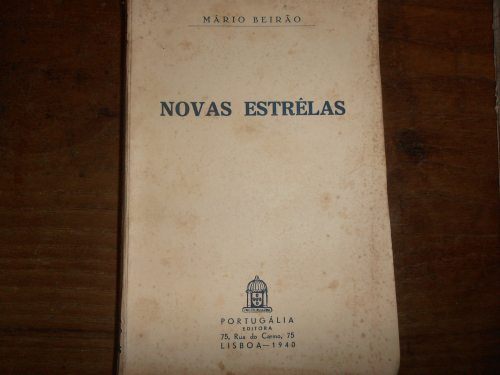 MÁRIO BEIRÃO
NOVAS ESTRÊLAS
PORTUGÁLIA
EDITORA
75, Rua do Carmo, 75
LISBOA—1940